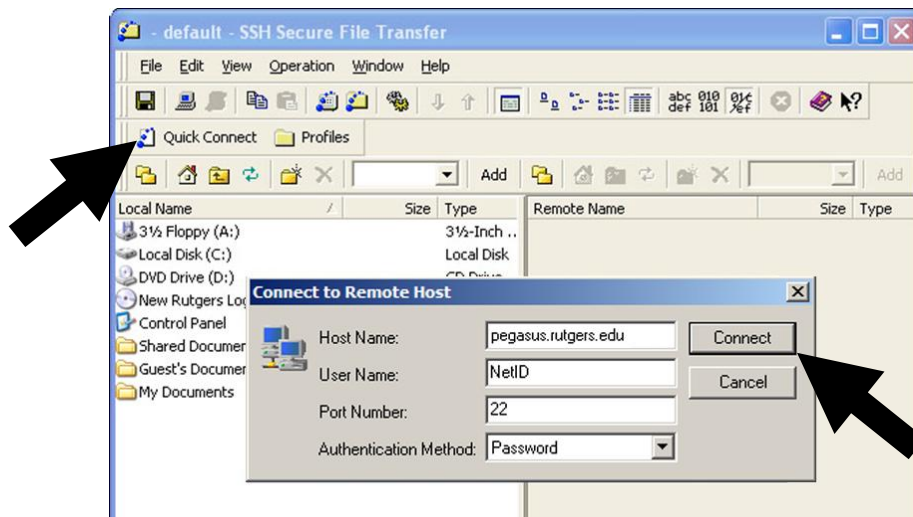 - default - SSH Secure File Transfer
File Edit View Operation Window Help
abc def 010 101
Quick Connect Profiles
Add Add
Local Name / Size Type Remote Name Size Type
3½ Floppy (A:) 3½-Inch ..
Local Disk (C:) Local Disk
DVD Drive (D:)
New Rutgers Log
Control Panel
Shared Documen
Guest's Documen
My Documents
Connect to Remote Host
Host Name: pegasus.rutgers.edu Connect
User Name: NetID Cancel
Port Number: 22
Authentication Method: Password